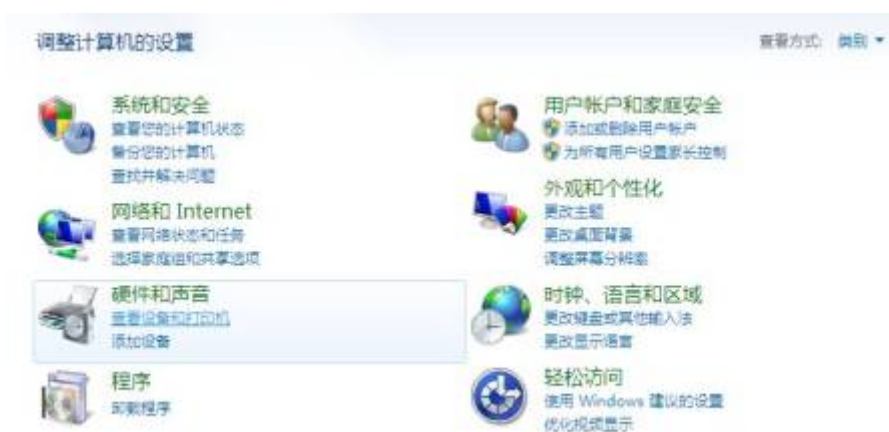 调整计算机的设置
查看方式: 类别
系统和安全
查看您的计算机状态
备份您的计算机
查找并解决问题
网络和 Internet
查看网络状态和任务
选择家庭组和共享选项
硬件和声音
查看设备和打印机
添加设备
程序
卸载程序
用户帐户和家庭安全
添加或删除用户帐户
为所有用户设置家长控制
外观和个性化
更改主题
更改桌面背景
调整屏幕分辨率
时钟、语言和区域
更改键盘或其他输入法
更改显示语言
轻松访问
使用 Windows 建议的设置
优化视频显示